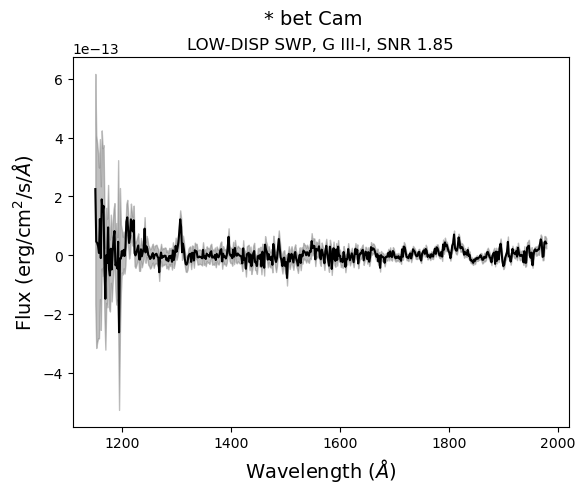 * bet Cam
LOW-DISP SWP, G III-I, SNR 1.85
1e−13
6
4
2
0
−2
−4
Flux (erg/cm²/s/Å)
1200 1400 1600 1800 2000
Wavelength (Å)